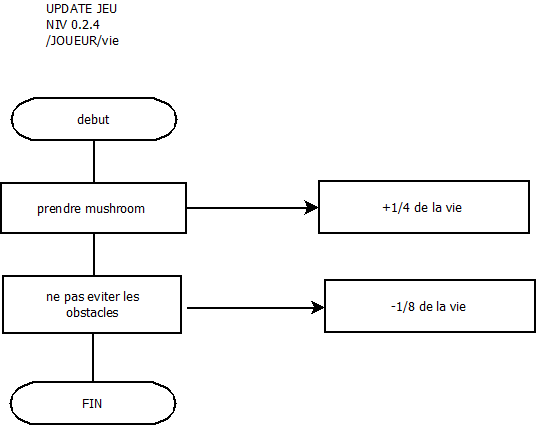 UPDATE JEU
NIV 0.2.4
/JOUEUR/vie
debut
prendre mushroom
+1/4 de la vie
ne pas eviter les
obstacles
-1/8 de la vie
FIN